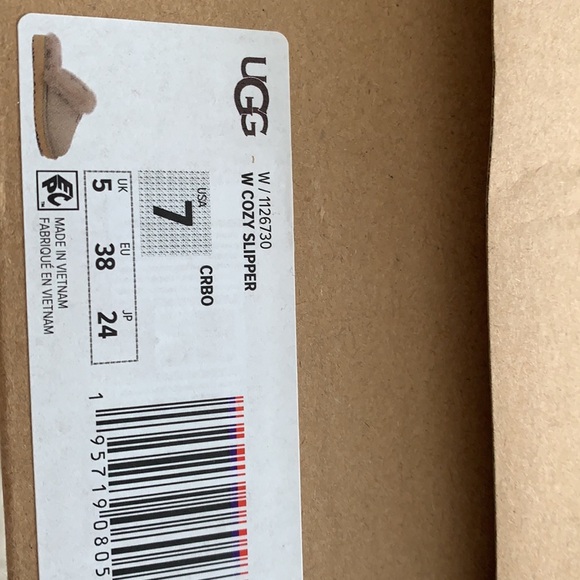 UGG
W / 1126730
W COZY SLIPPER
USA
7
CRBO
UK EU JP
5 38 24
MADE IN VIETNAM
FABRIQUÉ EN VIETNAM
1 95719 0805